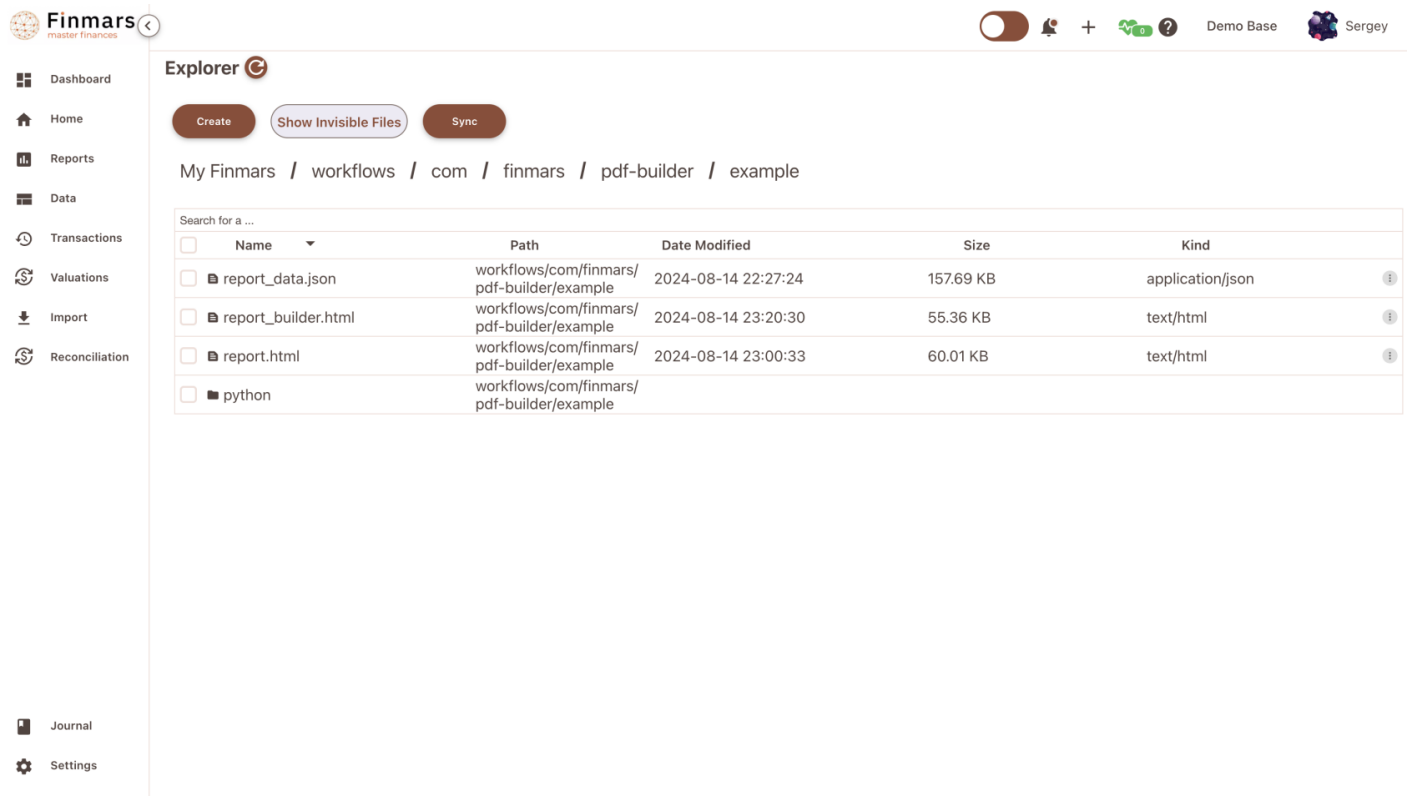 Finmars
master finances
0
Demo Base
Sergey
Dashboard
Home
Reports
Data
Transactions
Valuations
Import
Reconciliation
Journal
Settings
Explorer
Create
Show Invisible Files
Sync
My Finmars / workflows / com / finmars / pdf-builder / example
Search for a ...
Name Path Date Modified Size Kind
report_data.json workflows/com/finmars/ 2024-08-14 22:27:24 157.69 KB application/json
pdf-builder/example
report_builder.html workflows/com/finmars/ 2024-08-14 23:20:30 55.36 KB text/html
pdf-builder/example
report.html workflows/com/finmars/ 2024-08-14 23:00:33 60.01 KB text/html
pdf-builder/example
python workflows/com/finmars/
pdf-builder/example